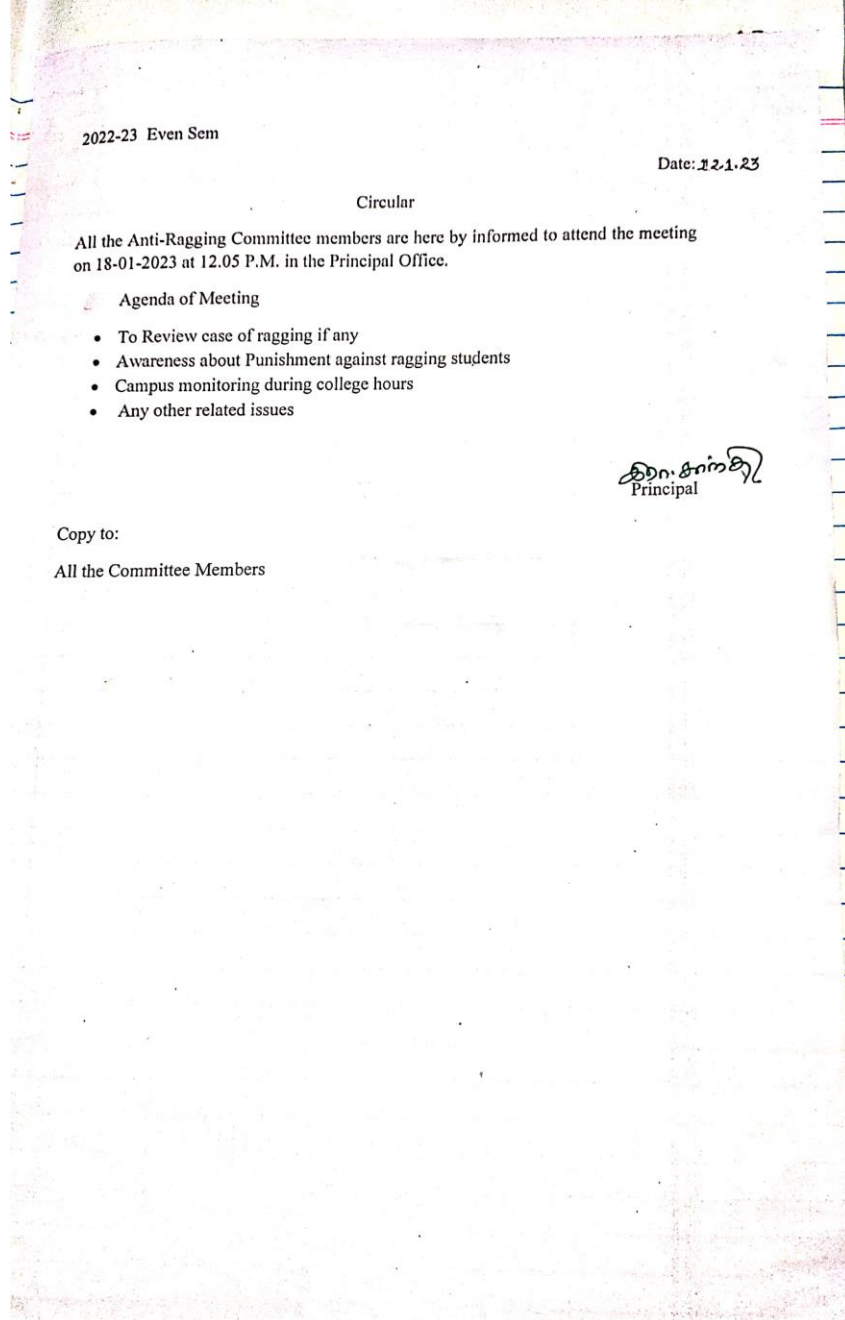 2022-23 Even Sem
Date: 12.1.23
Circular
All the Anti-Ragging Committee members are here by informed to attend the meeting
on 18-01-2023 at 12.05 P.M. in the Principal Office.
Agenda of Meeting
• To Review case of ragging if any
• Awareness about Punishment against ragging students
• Campus monitoring during college hours
• Any other related issues
Principal
Copy to:
All the Committee Members